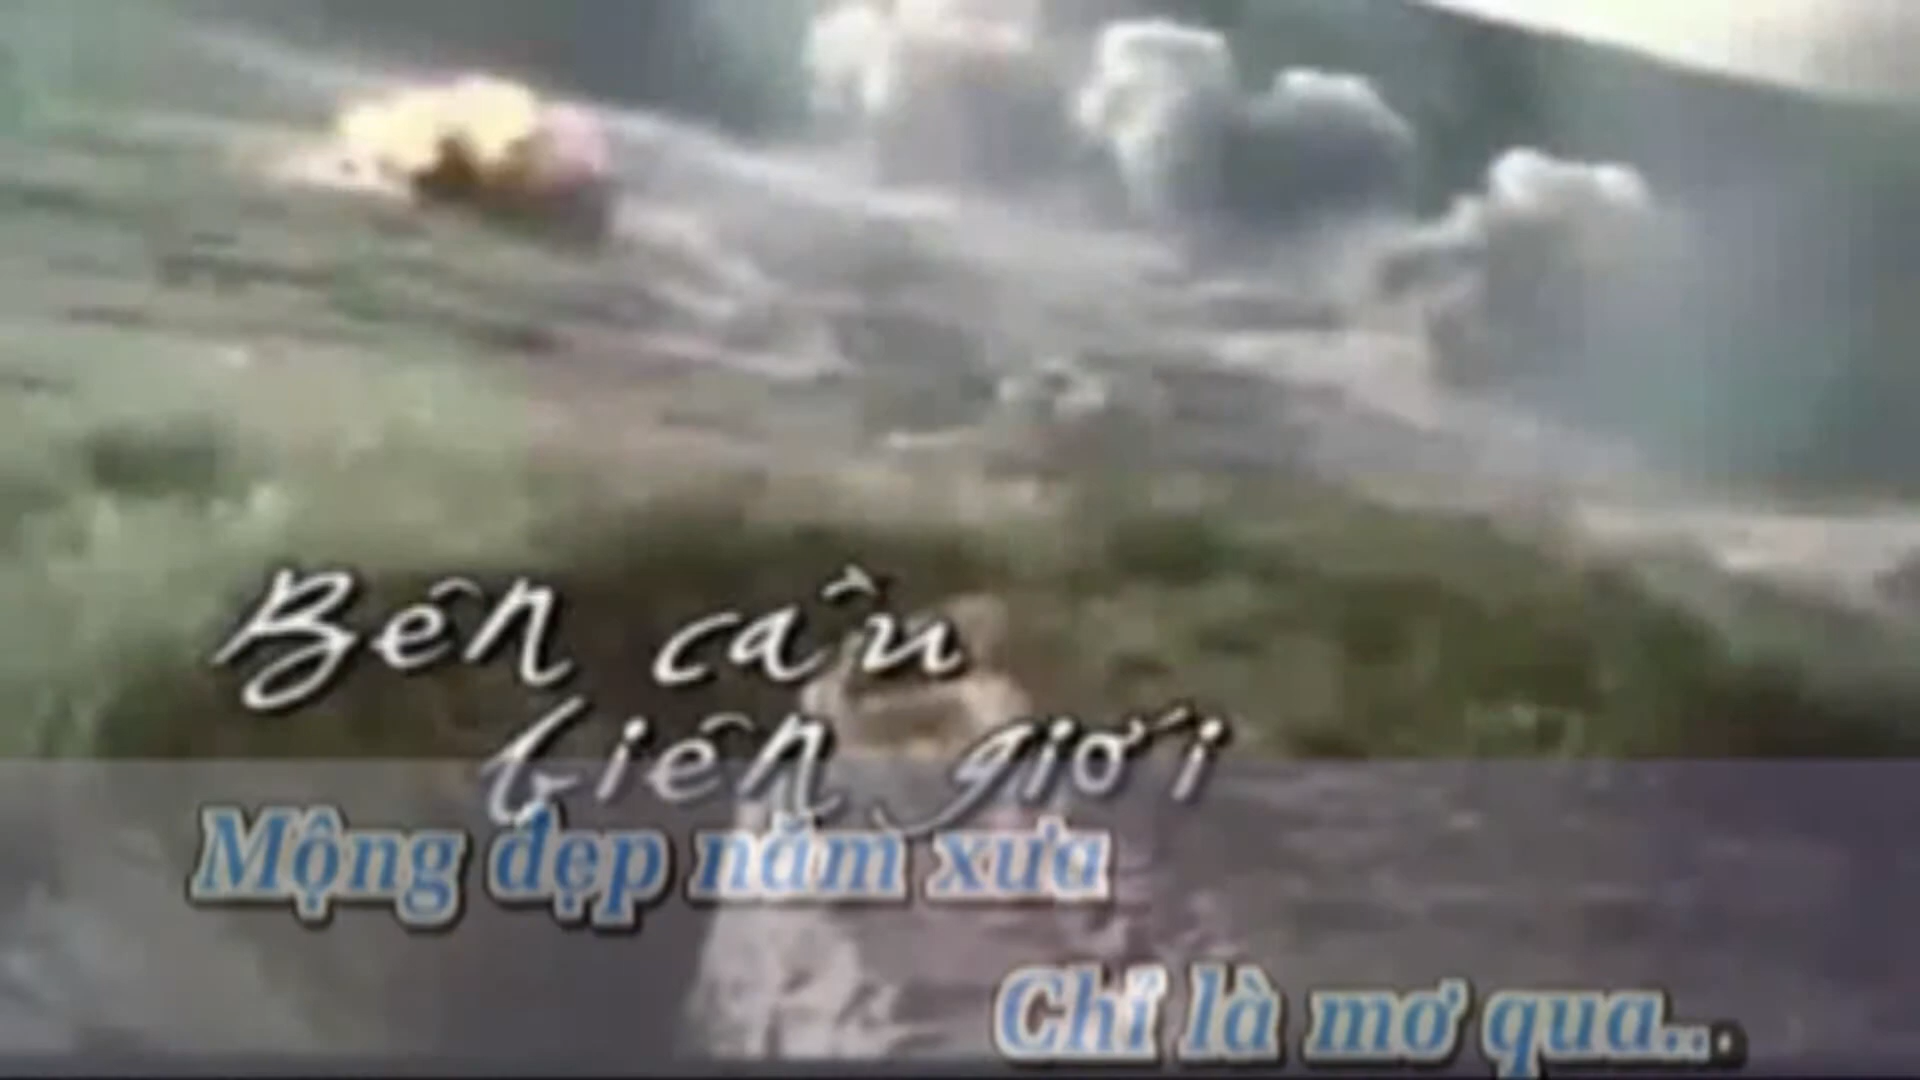 Bên cầu
biên giới
Mộng đẹp năm xưa
Chỉ là mơ qua...